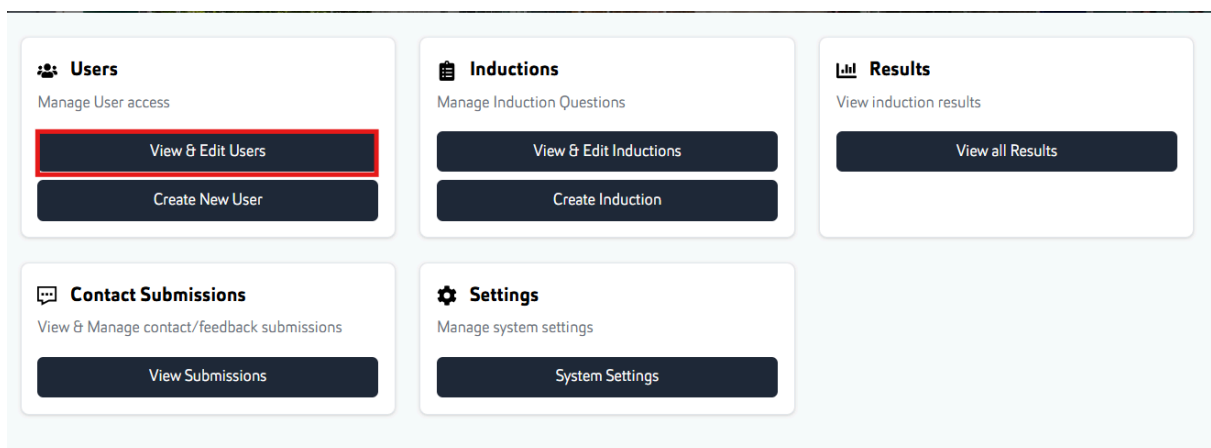 Users
Manage User access
View & Edit Users
Create New User
Inductions
Manage Induction Questions
View & Edit Inductions
Create Induction
Results
View induction results
View all Results
Contact Submissions
View & Manage contact/feedback submissions
View Submissions
Settings
Manage system settings
System Settings